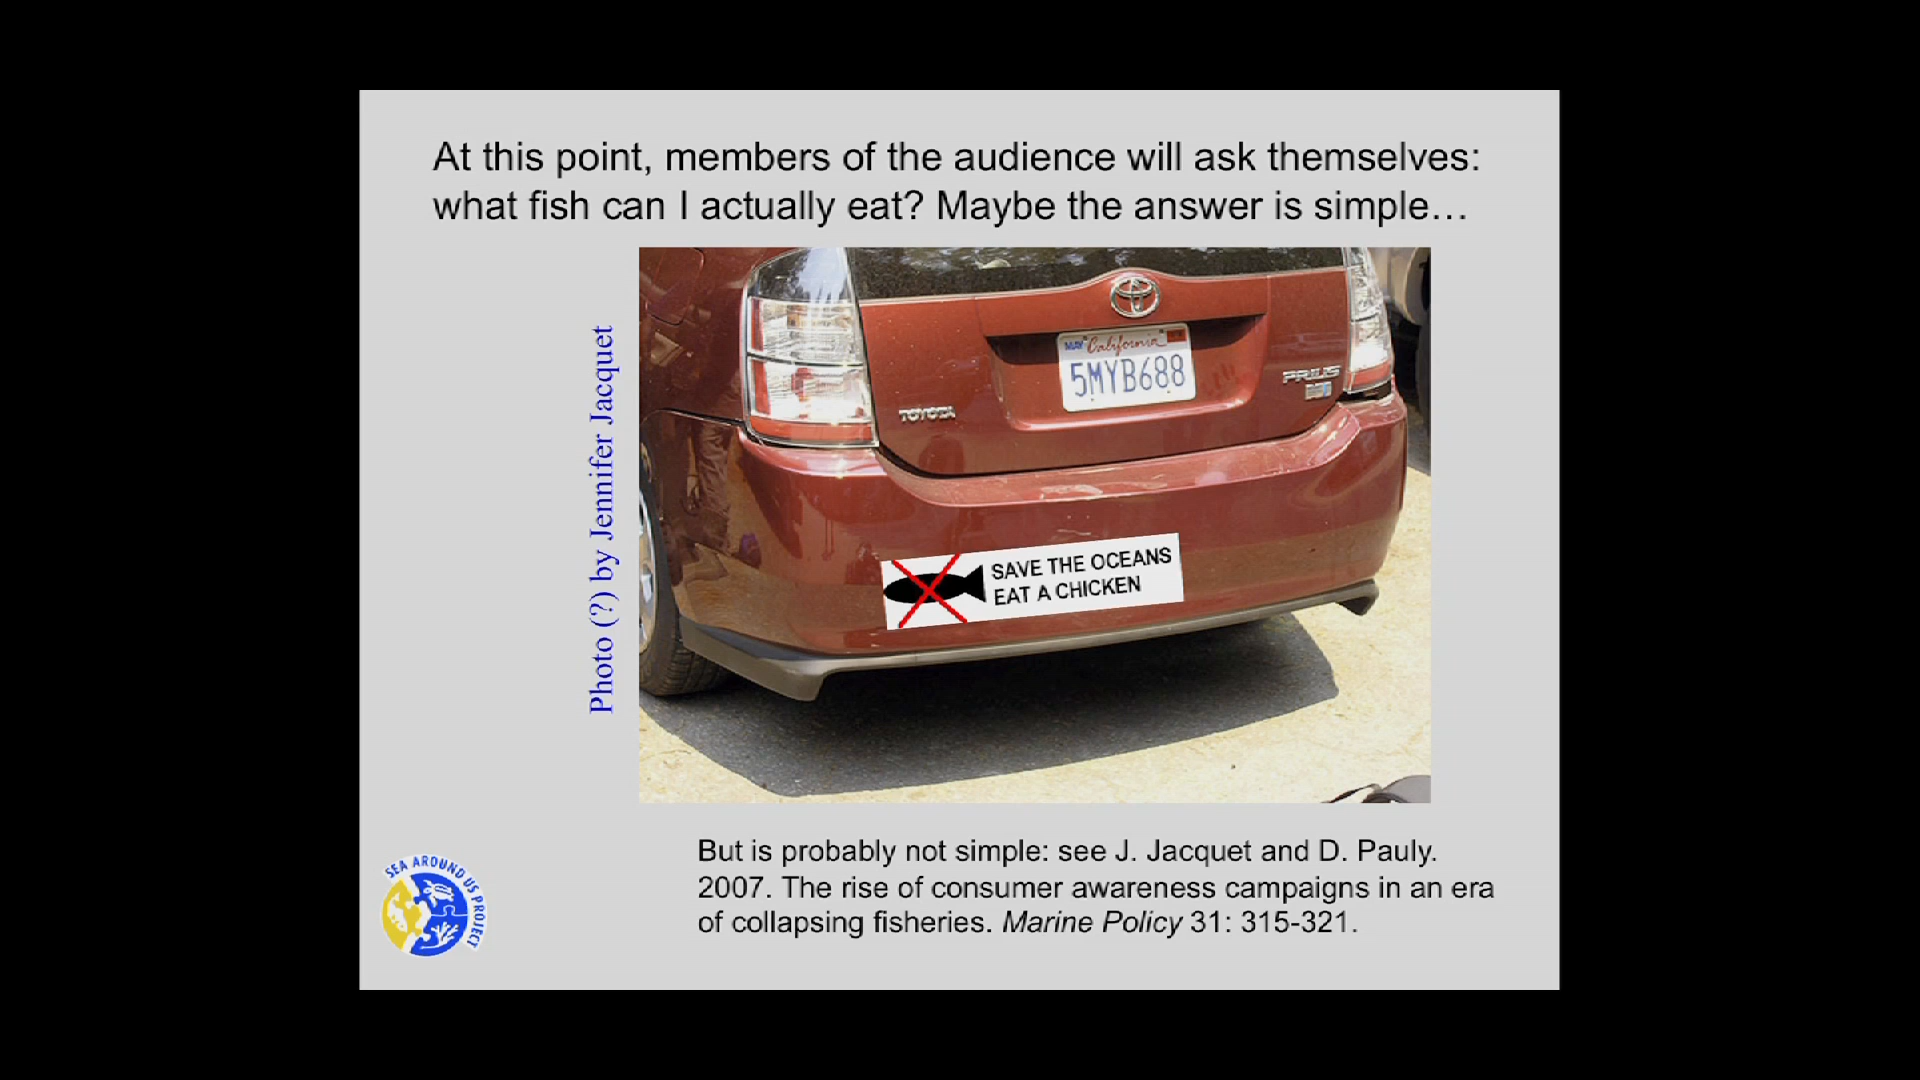 At this point, members of the audience will ask themselves:
what fish can I actually eat? Maybe the answer is simple…
Photo (?) by Jennifer Jacquet
MAY California
5MYB688
TOYOTA
PRIUS
SAVE THE OCEANS
EAT A CHICKEN
SEA AROUND US PROJECT
But is probably not simple: see J. Jacquet and D. Pauly.
2007. The rise of consumer awareness campaigns in an era
of collapsing fisheries. Marine Policy 31: 315-321.